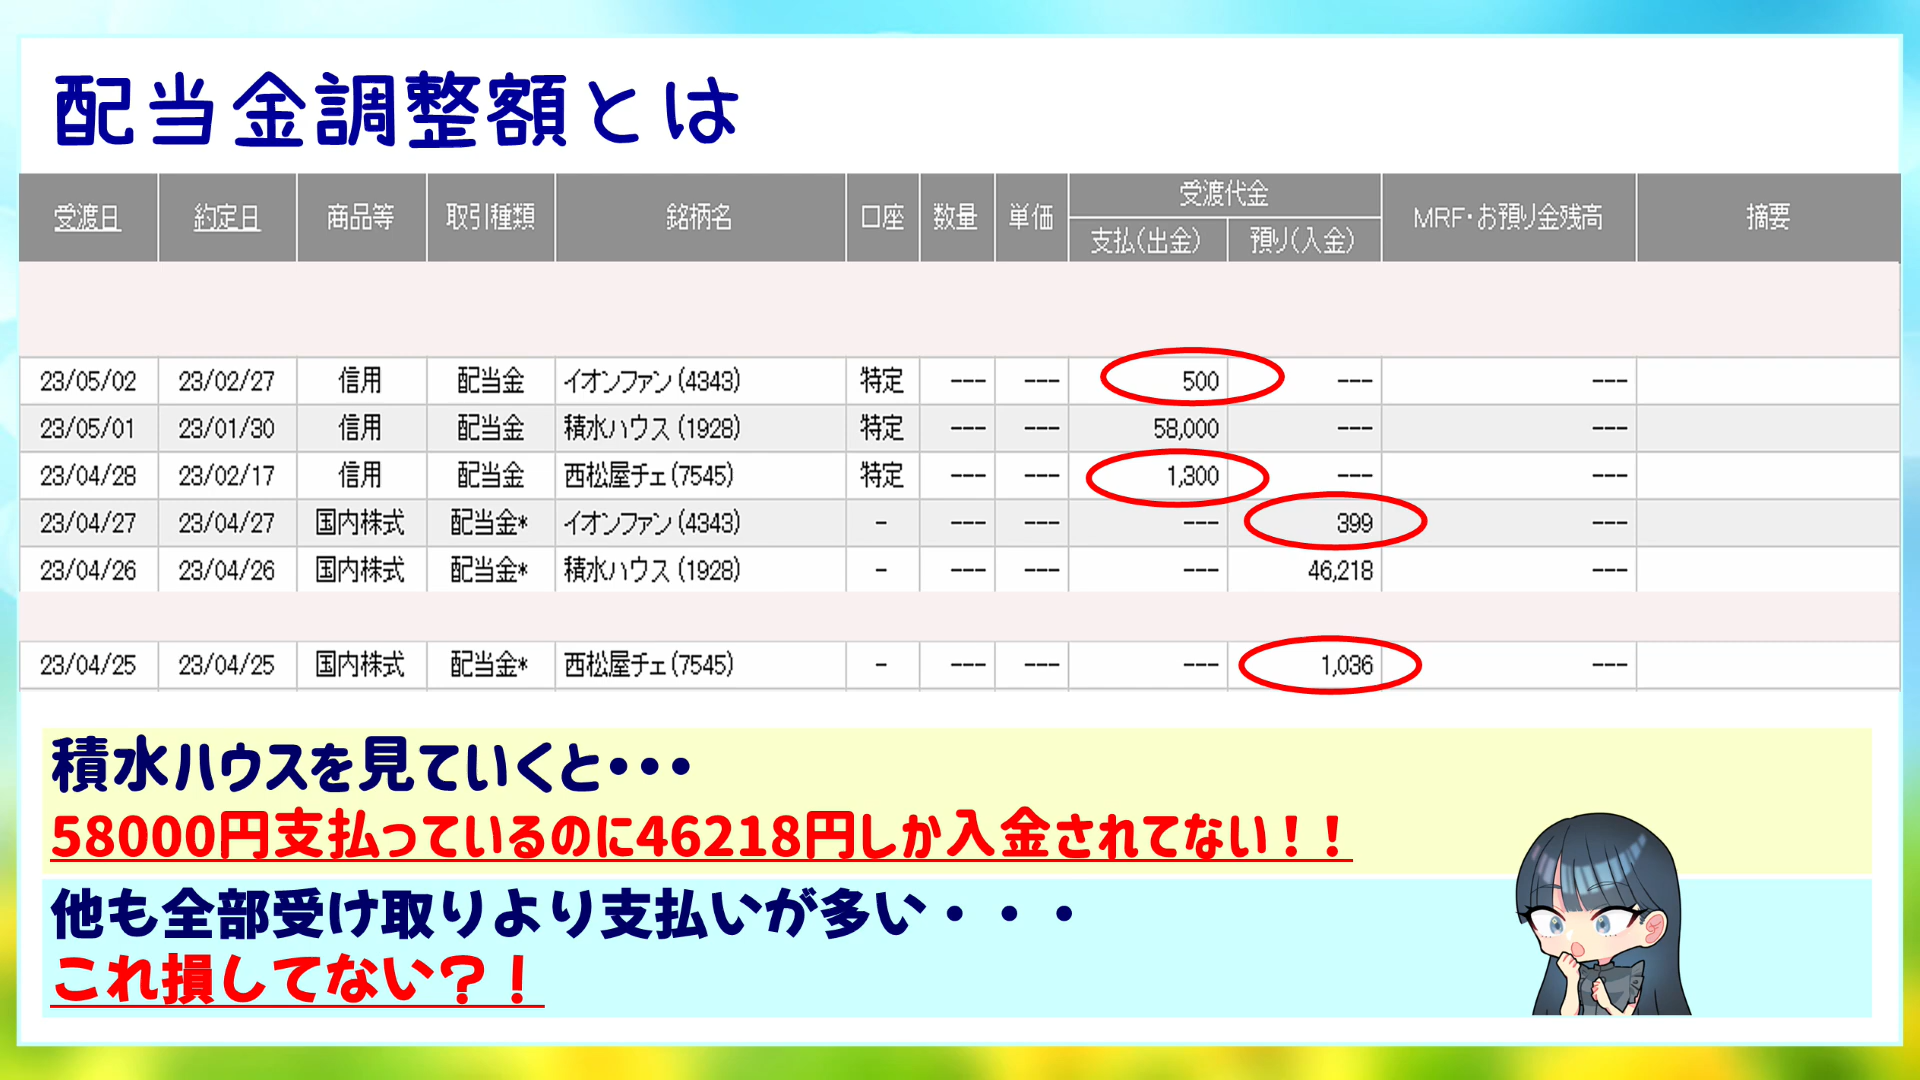 配当金調整額とは
受渡日 約定日 商品等 取引種類 銘柄名 口座 数量 単価 受渡代金 MRF・お預り金残高 摘要
支払(出金) 預り(入金)
23/05/02 23/02/27 信用 配当金 イオンファン(4343) 特定 --- --- 500 --- ---
23/05/01 23/01/30 信用 配当金 積水ハウス(1928) 特定 --- --- 58,000 --- ---
23/04/28 23/02/17 信用 配当金 西松屋チェ(7545) 特定 --- --- 1,300 --- ---
23/04/27 23/04/27 国内株式 配当金* イオンファン(4343) - --- --- --- 399 ---
23/04/26 23/04/26 国内株式 配当金* 積水ハウス(1928) - --- --- --- 46,218 ---
23/04/25 23/04/25 国内株式 配当金* 西松屋チェ(7545) - --- --- --- 1,036 ---
積水ハウスを見ていくと・・・
58000円支払っているのに46218円しか入金されてない！！
他も全部受け取りより支払いが多い・・・
これ損してない？！